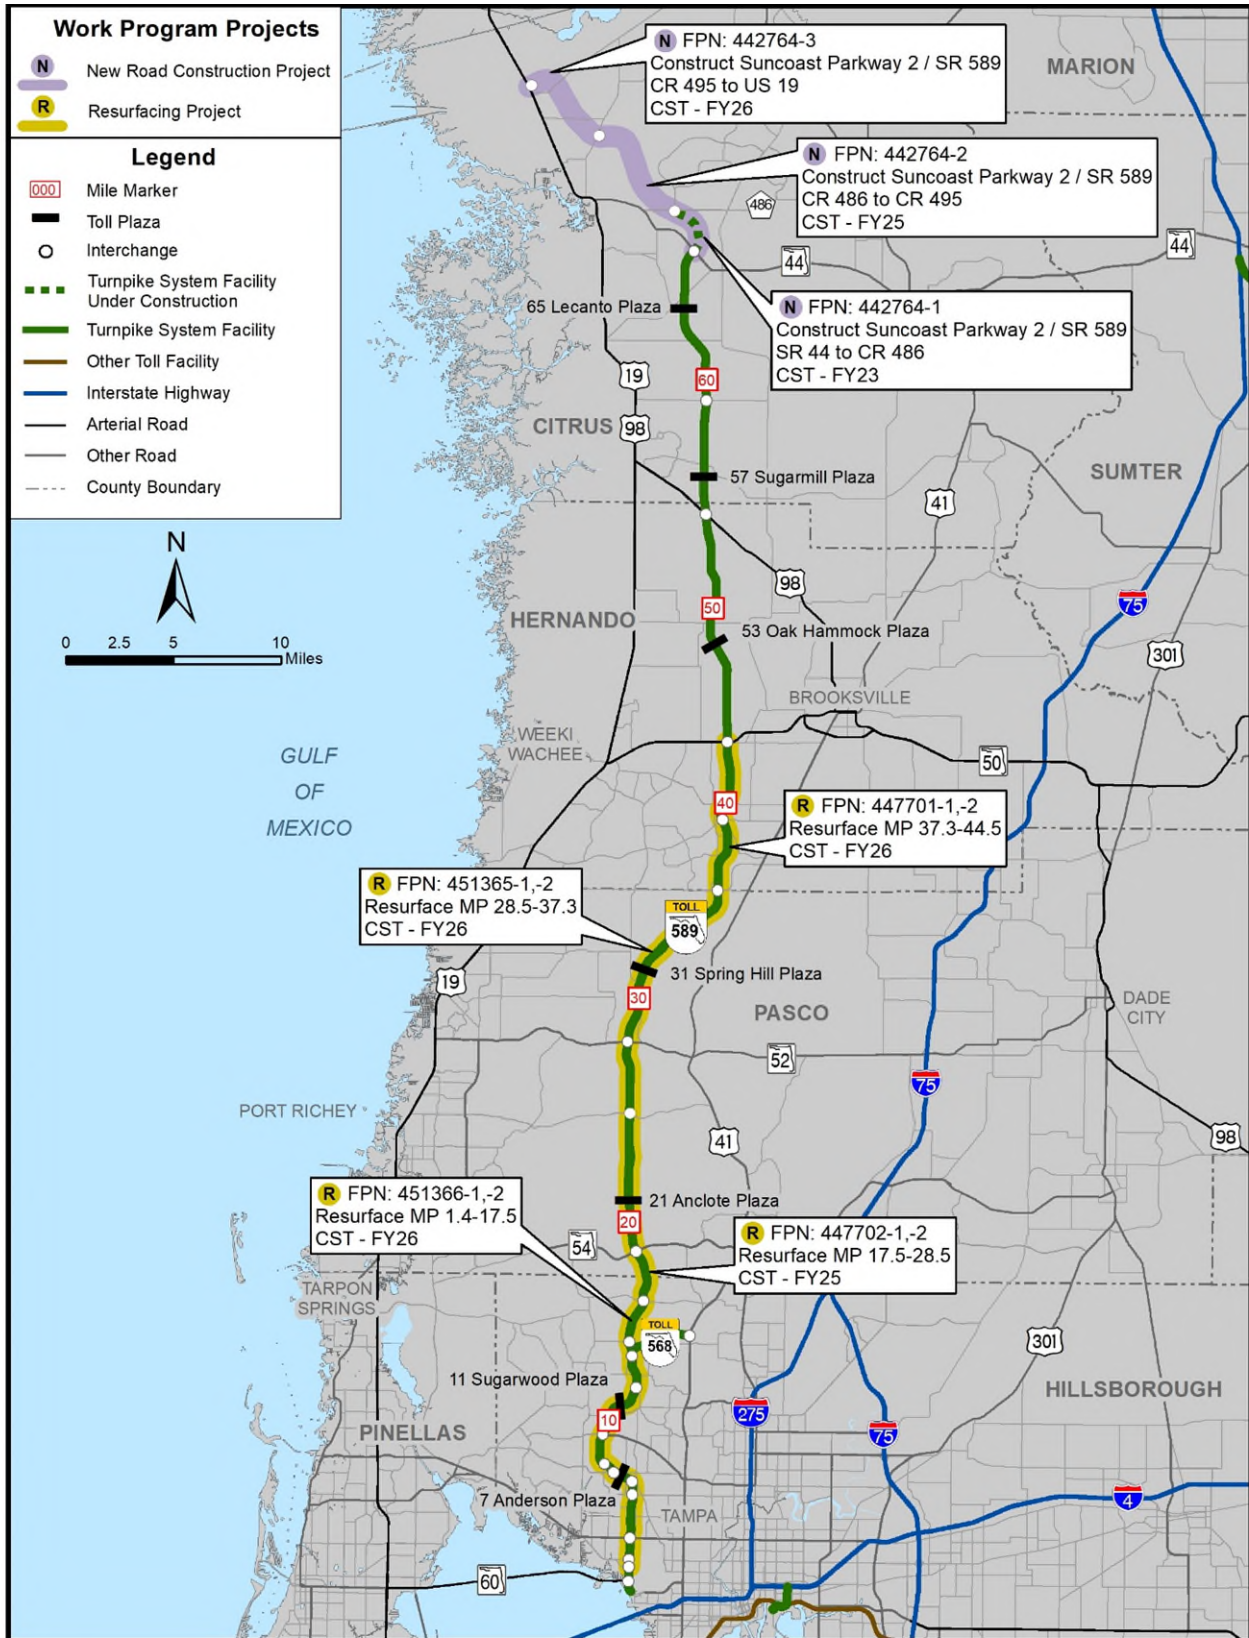 Work Program Projects
N New Road Construction Project
R Resurfacing Project
Legend
000 Mile Marker
Toll Plaza
Interchange
Turnpike System Facility
Under Construction
Turnpike System Facility
Other Toll Facility
Interstate Highway
Arterial Road
Other Road
County Boundary
N
0 2.5 5 10
Miles
N FPN: 442764-3
Construct Suncoast Parkway 2 / SR 589
CR 495 to US 19
CST - FY26
MARION
N FPN: 442764-2
Construct Suncoast Parkway 2 / SR 589
CR 486 to CR 495
CST - FY25
486
44
44
N FPN: 442764-1
Construct Suncoast Parkway 2 / SR 589
SR 44 to CR 486
CST - FY23
65 Lecanto Plaza
19
60
CITRUS
98
57 Sugarmill Plaza
SUMTER
41
98
75
HERNANDO
50
53 Oak Hammock Plaza
301
BROOKSVILLE
WEEKI
WACHEE
50
GULF
OF
MEXICO
40
R FPN: 447701-1,-2
Resurface MP 37.3-44.5
CST - FY26
R FPN: 451365-1,-2
Resurface MP 28.5-37.3
CST - FY26
TOLL
589
31 Spring Hill Plaza
19
30
PASCO
DADE
CITY
52
75
PORT RICHEY
41
98
21 Anclote Plaza
20
R FPN: 451366-1,-2
Resurface MP 1.4-17.5
CST - FY26
54
R FPN: 447702-1,-2
Resurface MP 17.5-28.5
CST - FY25
TARPON
SPRINGS
TOLL
568
301
11 Sugarwood Plaza
HILLSBOROUGH
10
275
75
PINELLAS
7 Anderson Plaza
TAMPA
4
60